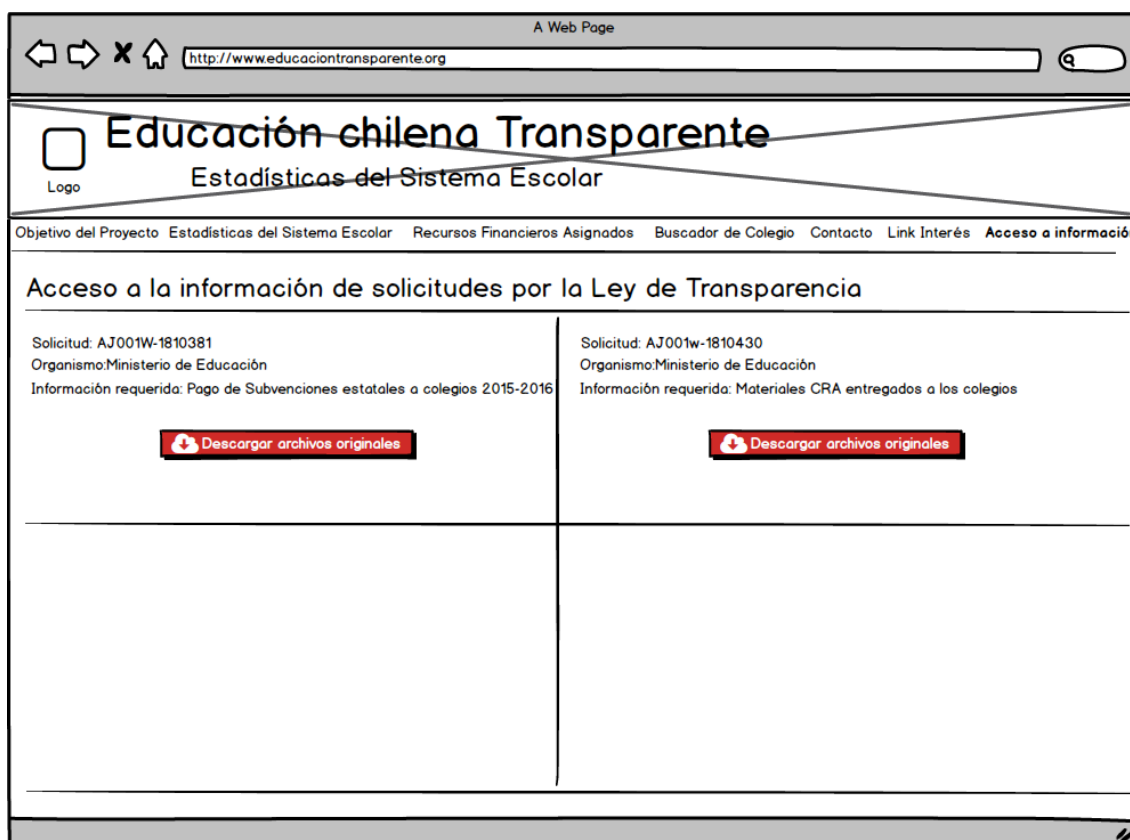 A Web Page
http://www.educaciontransparente.org
Educación chilena Transparente
Estadísticas del Sistema Escolar
Logo
Objetivo del Proyecto Estadísticas del Sistema Escolar Recursos Financieros Asignados Buscador de Colegio Contacto Link Interés Acceso a informació
Acceso a la información de solicitudes por la Ley de Transparencia
Solicitud: AJ001W-1810381
Organismo:Ministerio de Educación
Información requerida: Pago de Subvenciones estatales a colegios 2015-2016
Descargar archivos originales
Solicitud: AJ001w-1810430
Organismo:Ministerio de Educación
Información requerida: Materiales CRA entregados a los colegios
Descargar archivos originales